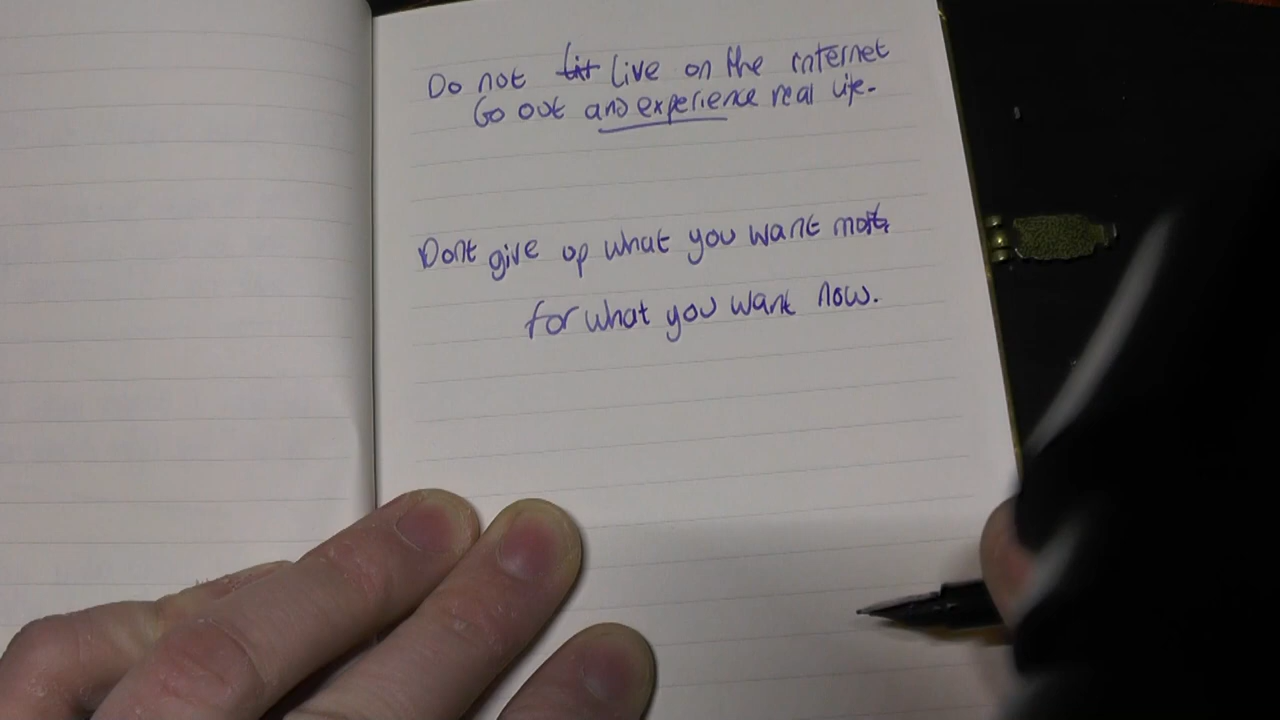 Do not live on the internet
Go out and experience real life.
Dont give up what you want most
for what you want now.